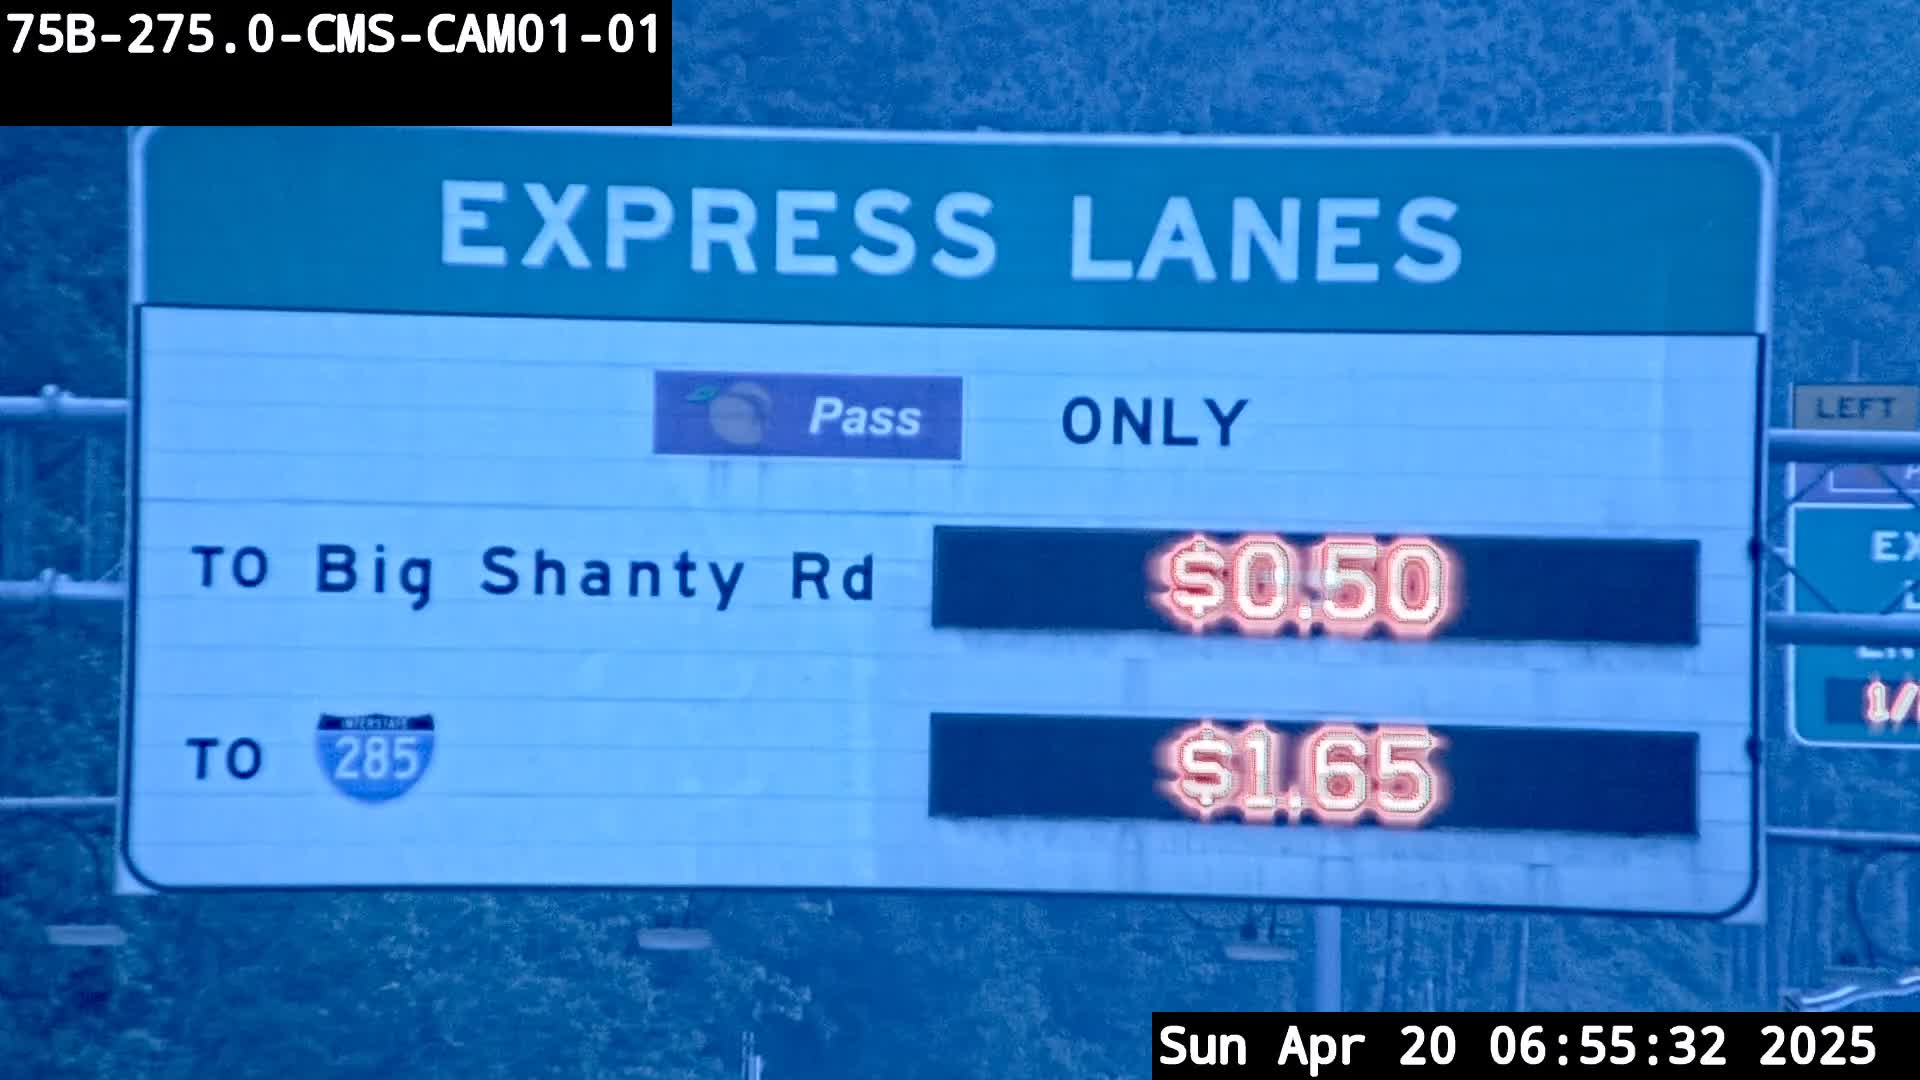 75B-275.0-CMS-CAM01-01
EXPRESS LANES
Pass ONLY
TO Big Shanty Rd $0.50
TO INTERSTATE 285 $1.65
LEFT
Sun Apr 20 06:55:32 2025